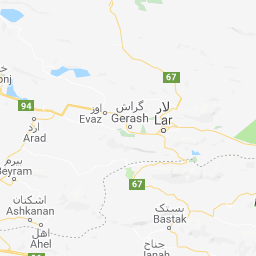 67
94
اوز
Evaz
گراش
Gerash
لار
Lar
ارد
Arad
بیرم
Beyram
67
اشکنان
Ashkanan
اهل
Ahel
بستک
Bastak
جناح
Janah